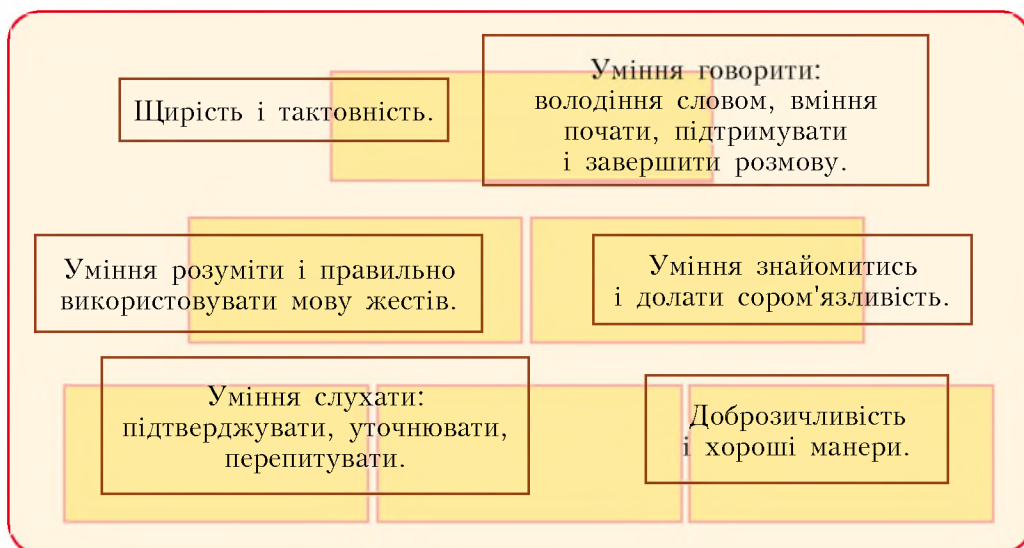 Щирість і тактовність.
Уміння говорити:
володіння словом, вміння
почати, підтримувати
і завершити розмову.
Уміння розуміти і правильно
використовувати мову жестів.
Уміння знайомитись
і долати сором'язливість.
Уміння слухати:
підтверджувати, уточнювати,
перепитувати.
Доброзичливість
і хороші манери.